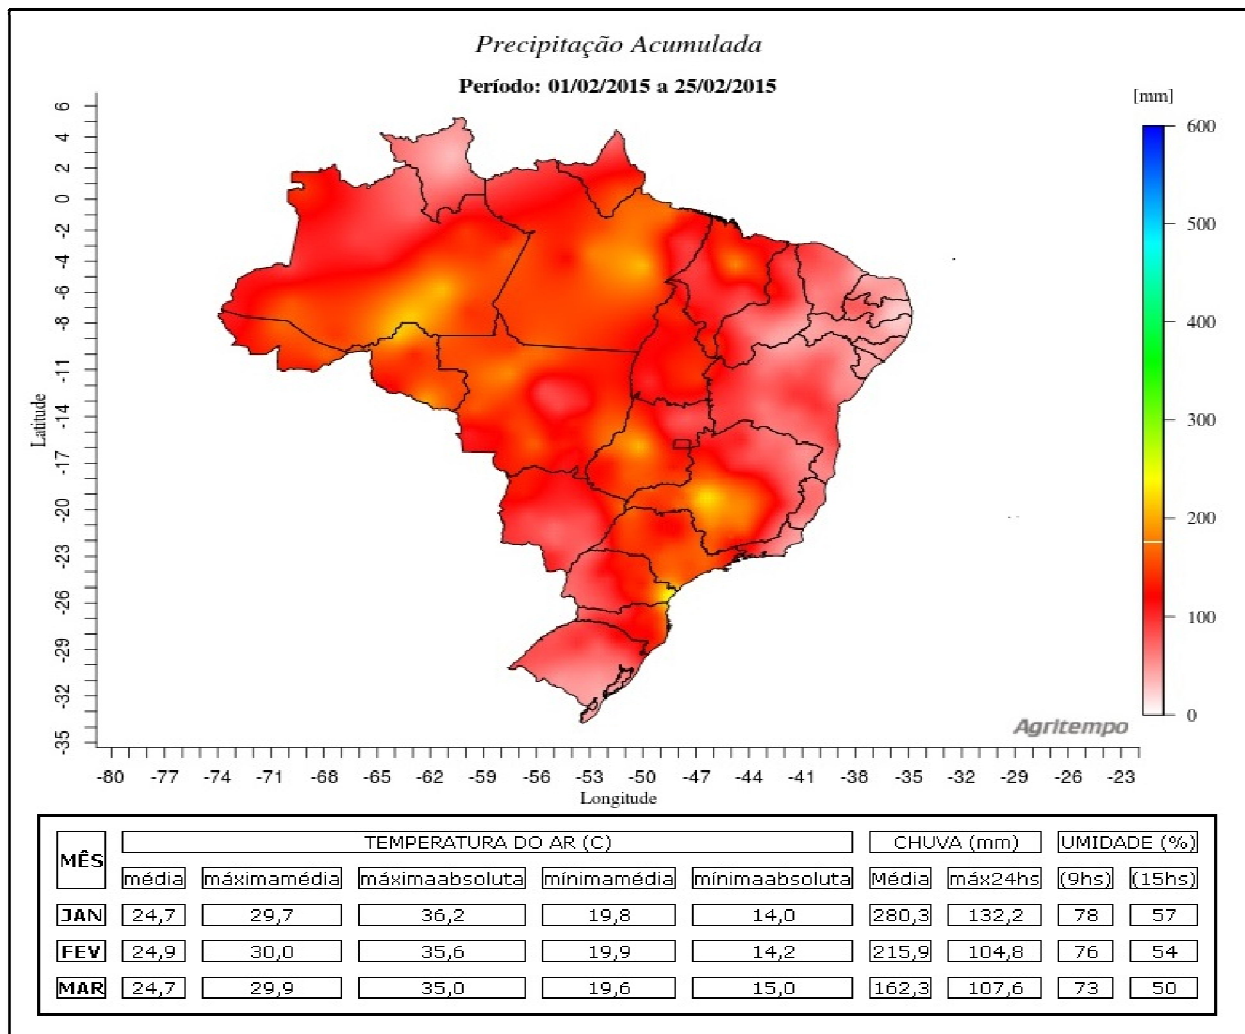 Precipitação Acumulada
Período: 01/02/2015 a 25/02/2015
[mm]
600
500
400
300
200
100
0
Latitude
6
4
2
0
-2
-4
-6
-8
-11
-14
-17
-20
-23
-26
-29
-32
-35
Agritempo
-80 -77 -74 -71 -68 -65 -62 -59 -56 -53 -50 -47 -44 -41 -38 -35 -32 -29 -26 -23
Longitude
MÊS TEMPERATURA DO AR (C) CHUVA (mm) UMIDADE (%)
média máximamédia máximaabsoluta mínimamédia mínimaabsoluta Média máx24hs (9hs) (15hs)
JAN 24,7 29,7 36,2 19,8 14,0 280,3 132,2 78 57
FEV 24,9 30,0 35,6 19,9 14,2 215,9 104,8 76 54
MAR 24,7 29,9 35,0 19,6 15,0 162,3 107,6 73 50